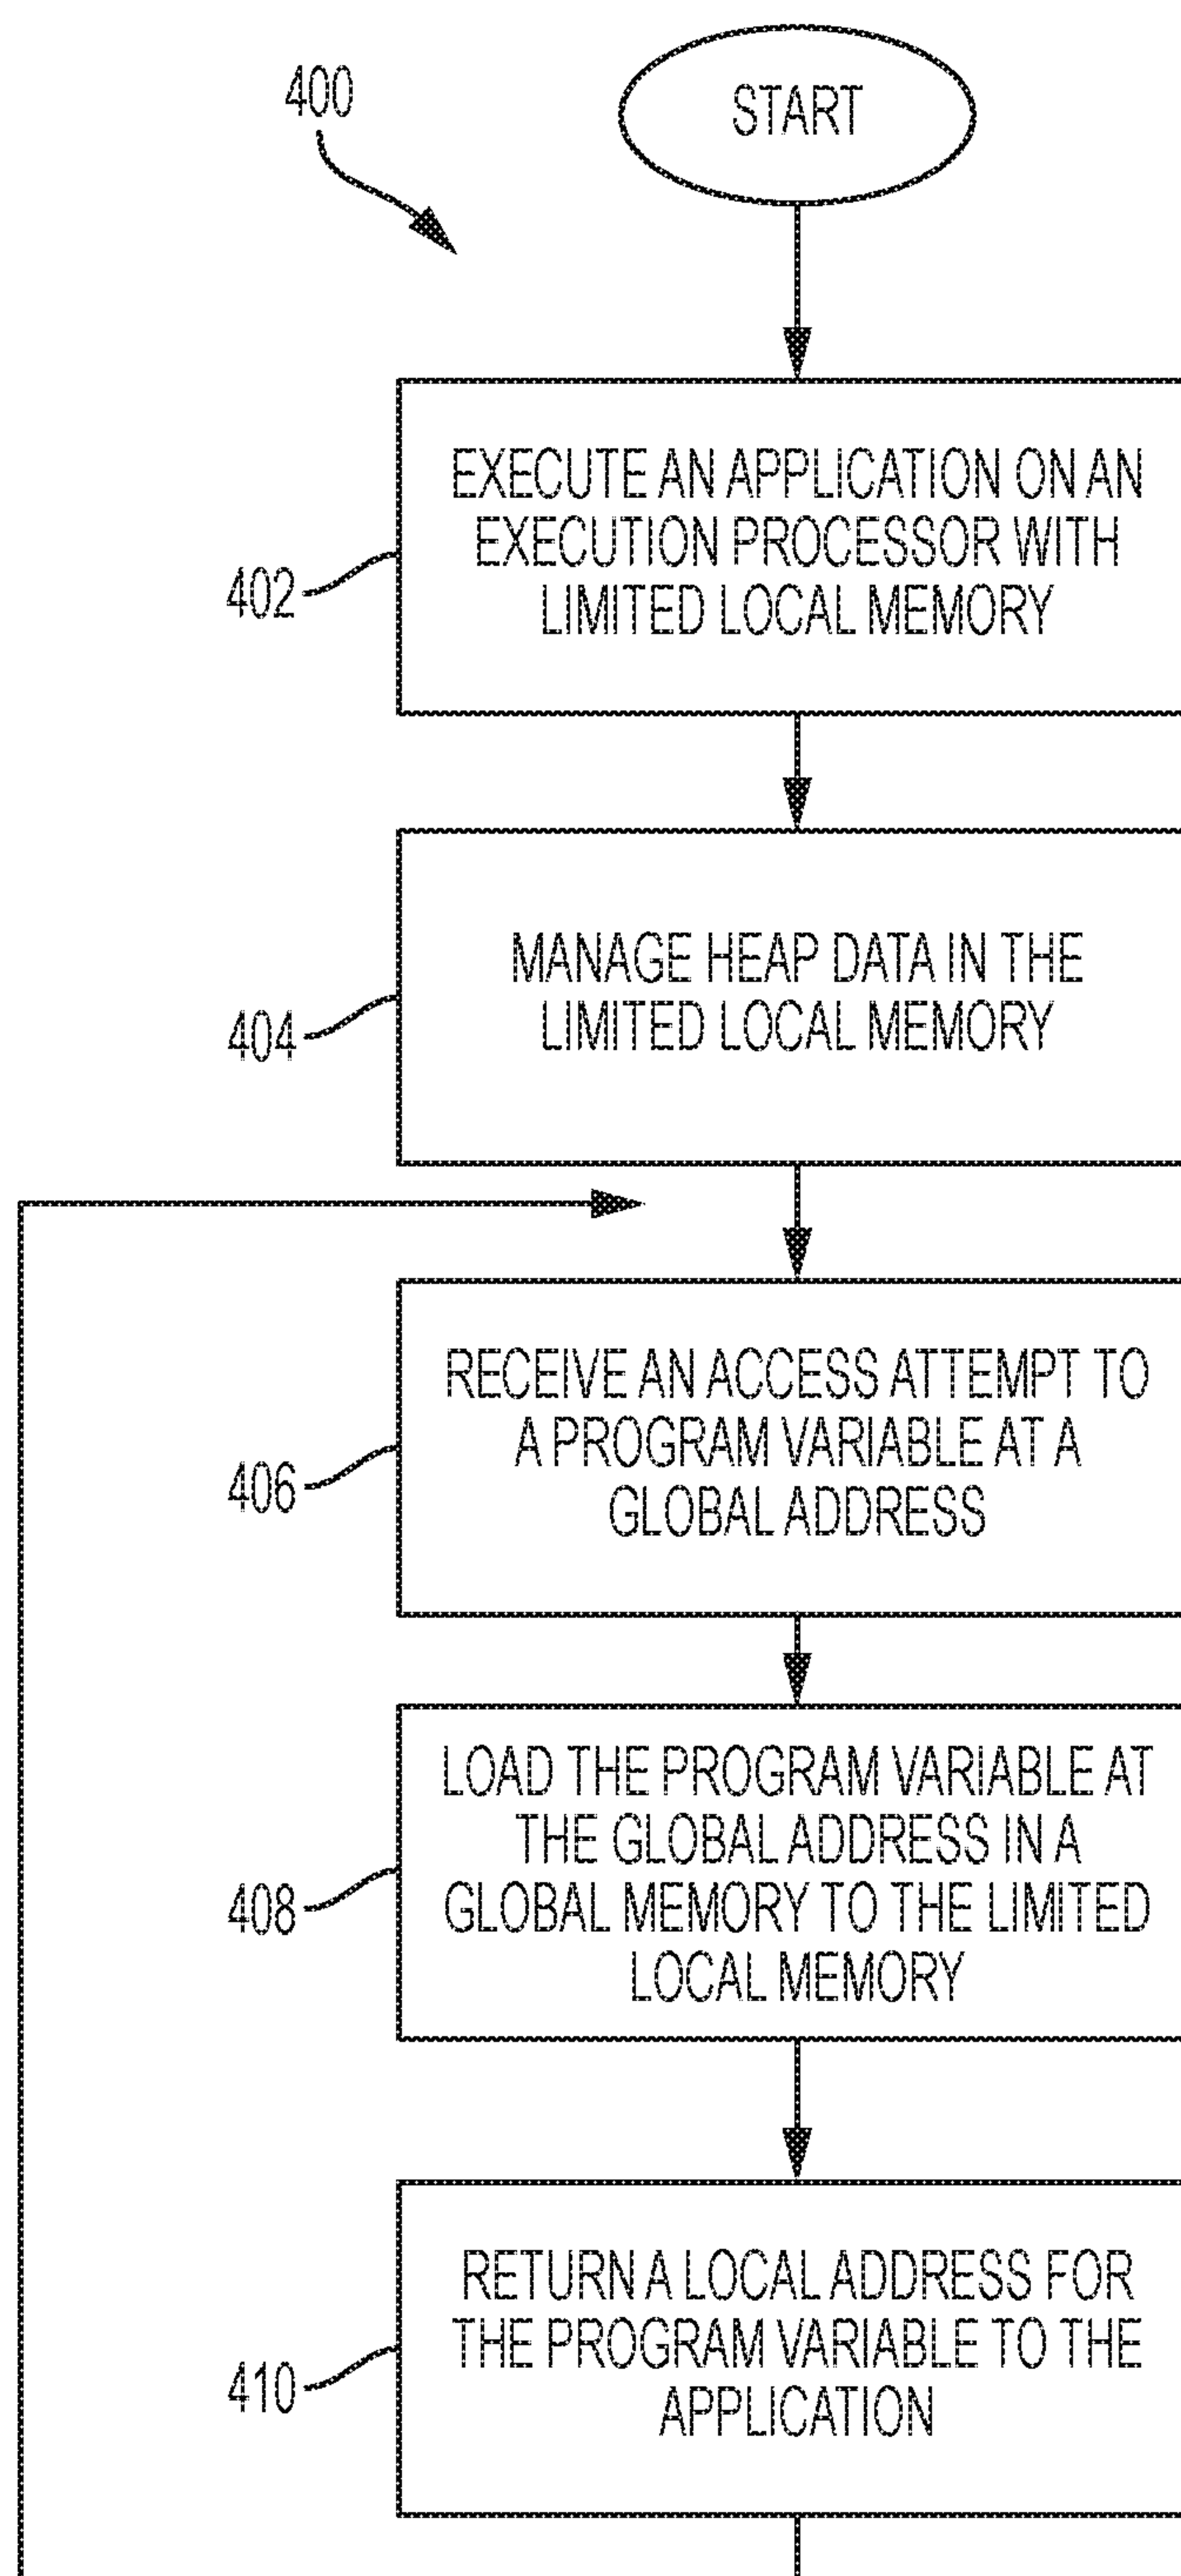 400
START
EXECUTE AN APPLICATION ON AN
EXECUTION PROCESSOR WITH
LIMITED LOCAL MEMORY
402
MANAGE HEAP DATA IN THE
LIMITED LOCAL MEMORY
404
RECEIVE AN ACCESS ATTEMPT TO
A PROGRAM VARIABLE AT A
GLOBAL ADDRESS
406
LOAD THE PROGRAM VARIABLE AT
THE GLOBAL ADDRESS IN A
GLOBAL MEMORY TO THE LIMITED
LOCAL MEMORY
408
RETURN A LOCAL ADDRESS FOR
THE PROGRAM VARIABLE TO THE
APPLICATION
410